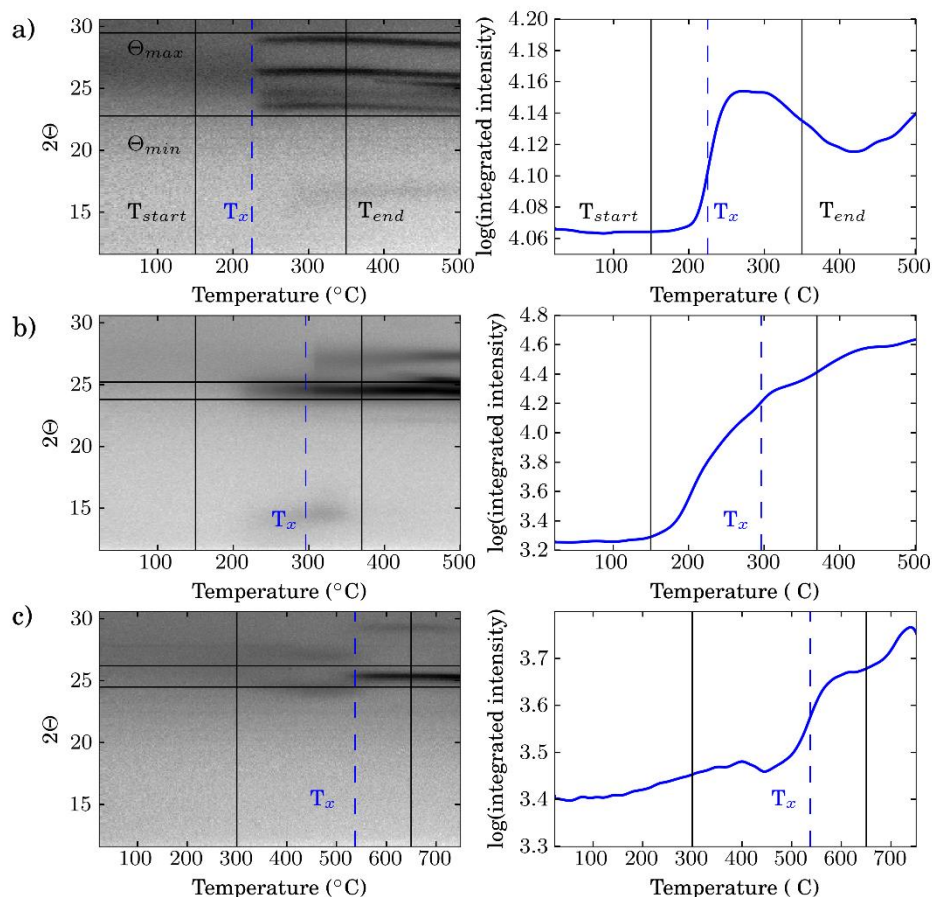 a)
30
25
20
15
2Θ
Θmax
Θmin
Tstart
Tx
Tend
100 200 300 400 500
Temperature (°C)
4.20
4.18
4.16
4.14
4.12
4.10
4.08
4.06
log(integrated intensity)
Tstart
Tx
Tend
100 200 300 400 500
Temperature ( C)
b)
30
25
20
15
2Θ
Tx
100 200 300 400 500
Temperature (°C)
4.8
4.6
4.4
4.2
4.0
3.8
3.6
3.4
3.2
log(integrated intensity)
Tx
100 200 300 400 500
Temperature ( C)
c)
30
25
20
15
2Θ
Tx
100 200 300 400 500 600 700
Temperature (°C)
3.7
3.6
3.5
3.4
3.3
log(integrated intensity)
Tx
100 200 300 400 500 600 700
Temperature ( C)